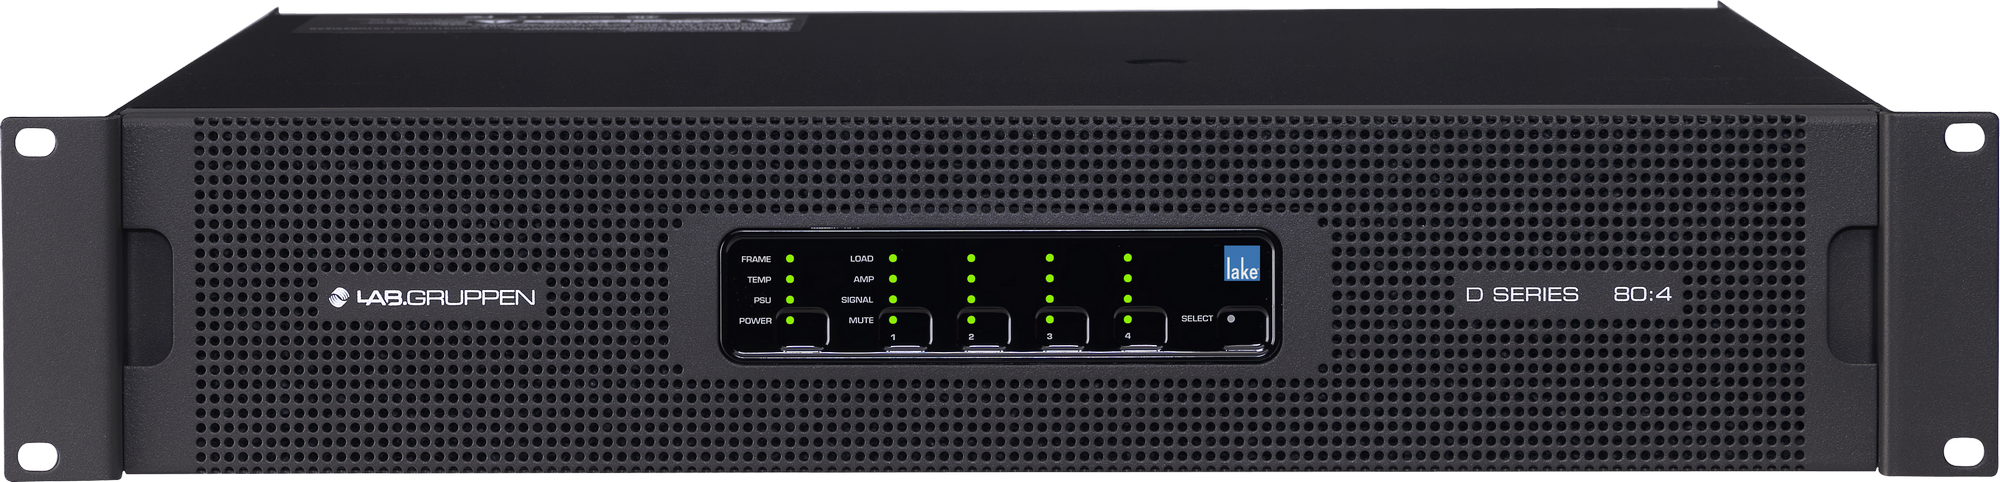 LAB.GRUPPEN
FRAME
TEMP
PSU
POWER
LOAD
AMP
SIGNAL
MUTE
1
2
3
4
lake
SELECT
D SERIES 80:4